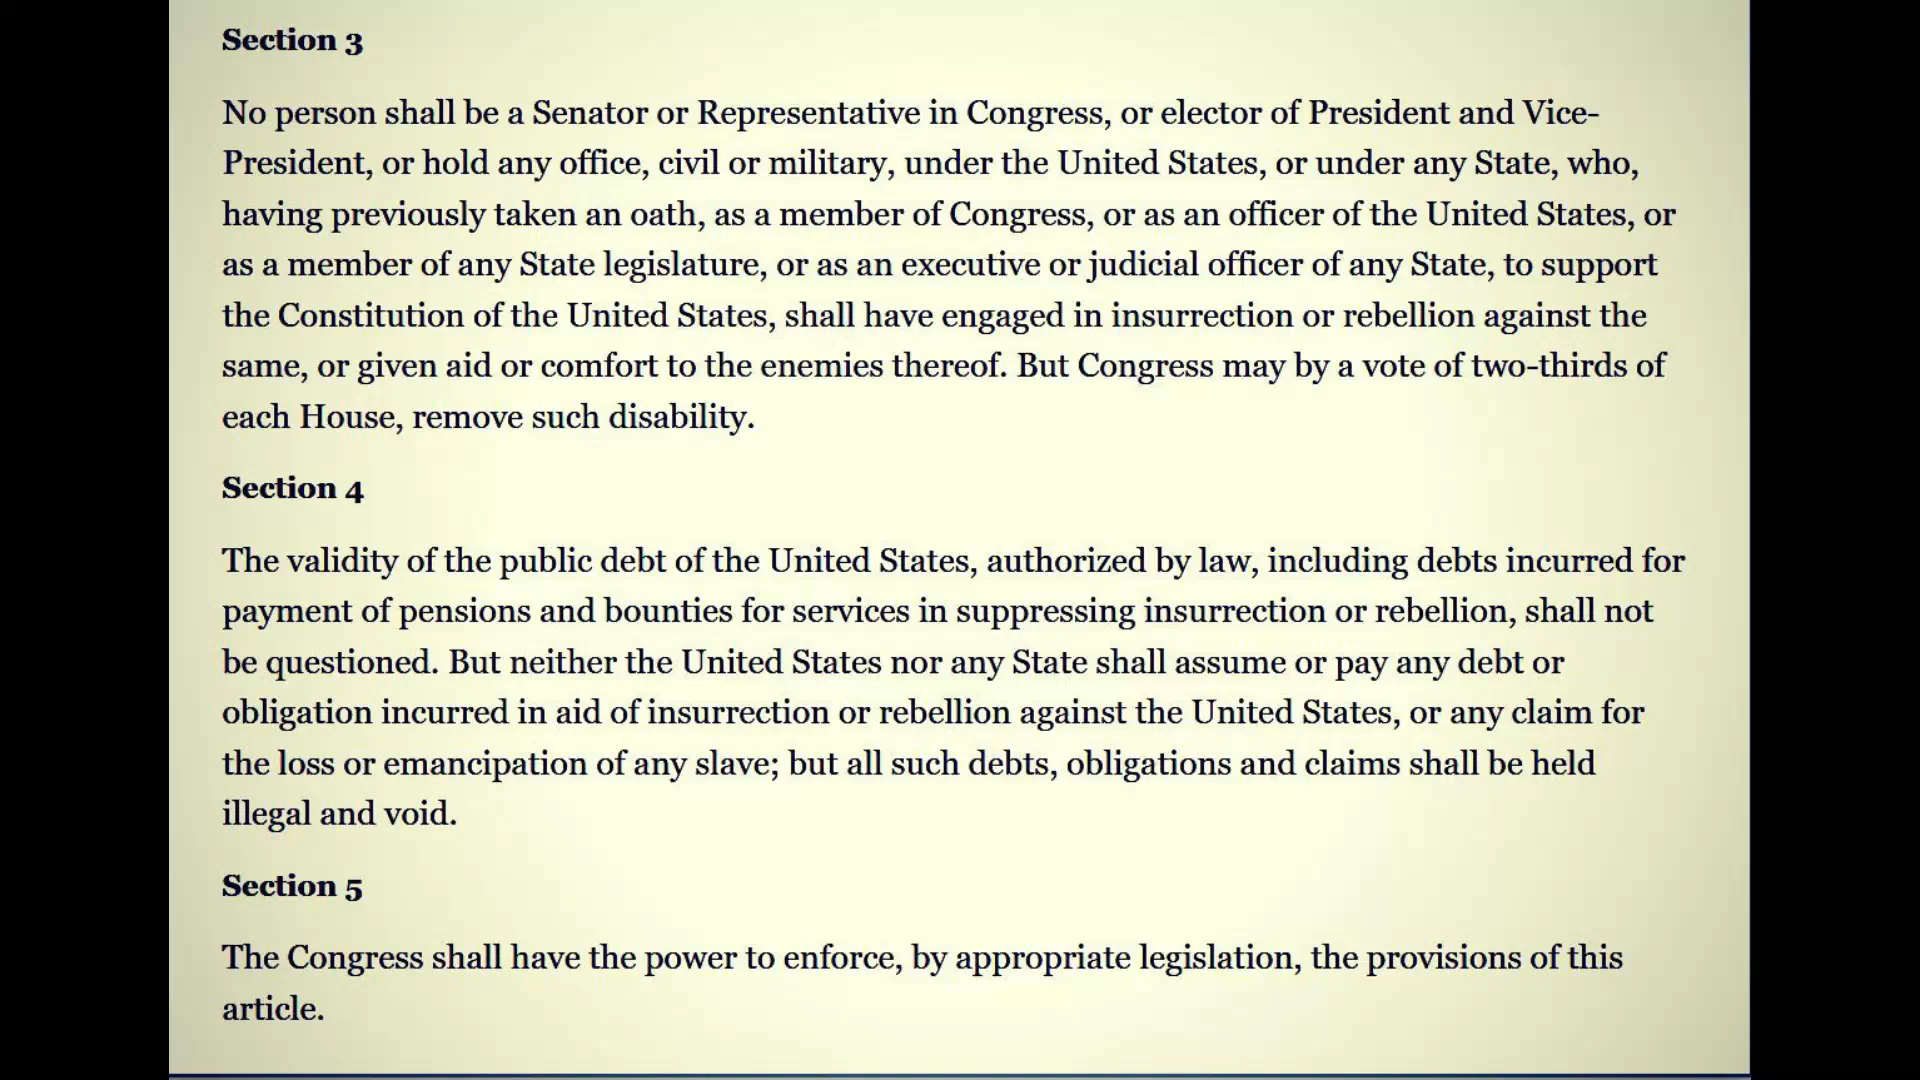 Section 3
No person shall be a Senator or Representative in Congress, or elector of President and Vice-
President, or hold any office, civil or military, under the United States, or under any State, who,
having previously taken an oath, as a member of Congress, or as an officer of the United States, or
as a member of any State legislature, or as an executive or judicial officer of any State, to support
the Constitution of the United States, shall have engaged in insurrection or rebellion against the
same, or given aid or comfort to the enemies thereof. But Congress may by a vote of two-thirds of
each House, remove such disability.
Section 4
The validity of the public debt of the United States, authorized by law, including debts incurred for
payment of pensions and bounties for services in suppressing insurrection or rebellion, shall not
be questioned. But neither the United States nor any State shall assume or pay any debt or
obligation incurred in aid of insurrection or rebellion against the United States, or any claim for
the loss or emancipation of any slave; but all such debts, obligations and claims shall be held
illegal and void.
Section 5
The Congress shall have the power to enforce, by appropriate legislation, the provisions of this
article.